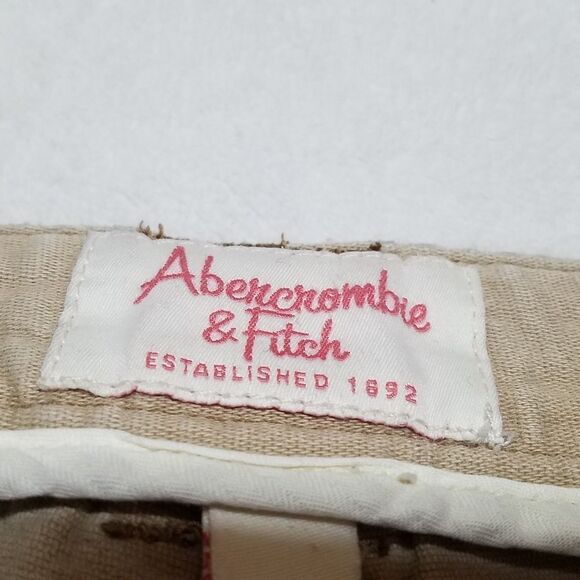 Abercrombie
& Fitch
ESTABLISHED 1892